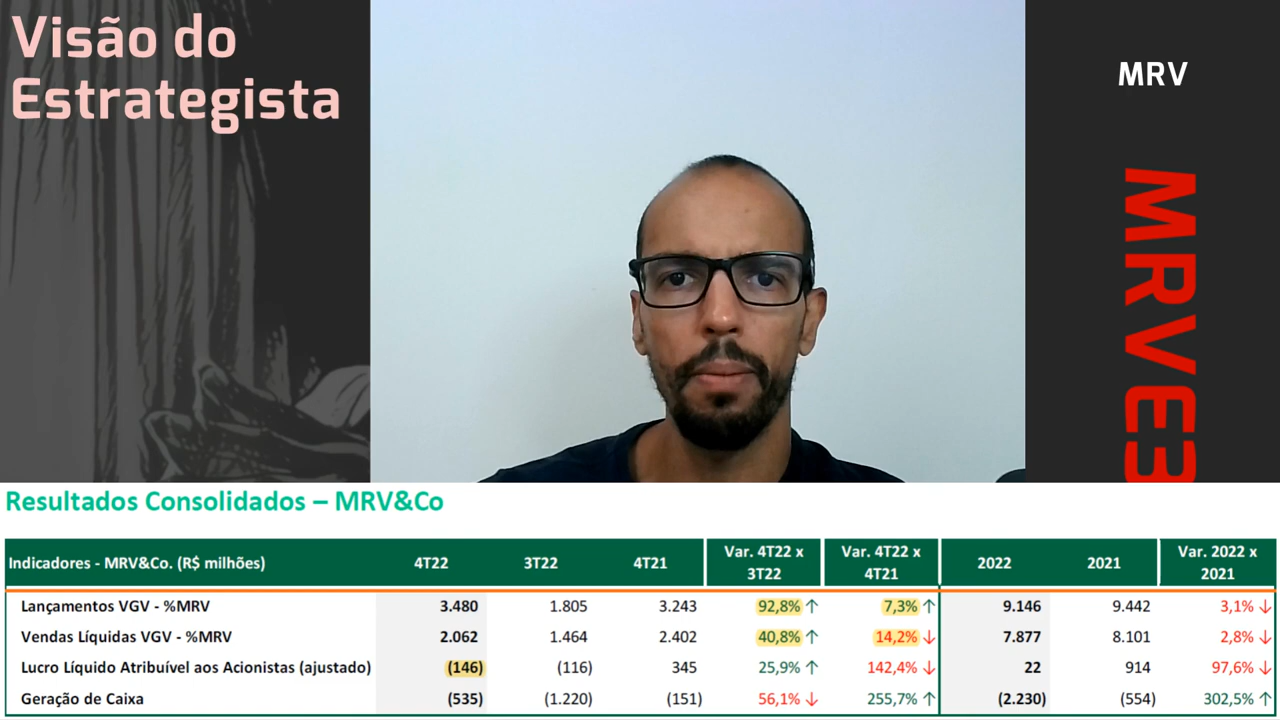 Visão do
Estrategista
MRV
MRVE3
Resultados Consolidados – MRV&Co
Indicadores - MRV&Co. (R$ milhões) 4T22 3T22 4T21 Var. 4T22 x 3T22 Var. 4T22 x 4T21 2022 2021 Var. 2022 x 2021
Lançamentos VGV - %MRV 3.480 1.805 3.243 92,8% ↑ 7,3% ↑ 9.146 9.442 3,1% ↓
Vendas Líquidas VGV - %MRV 2.062 1.464 2.402 40,8% ↑ 14,2% ↓ 7.877 8.101 2,8% ↓
Lucro Líquido Atribuível aos Acionistas (ajustado) (146) (116) 345 25,9% ↑ 142,4% ↓ 22 914 97,6% ↓
Geração de Caixa (535) (1.220) (151) 56,1% ↓ 255,7% ↑ (2.230) (554) 302,5% ↑